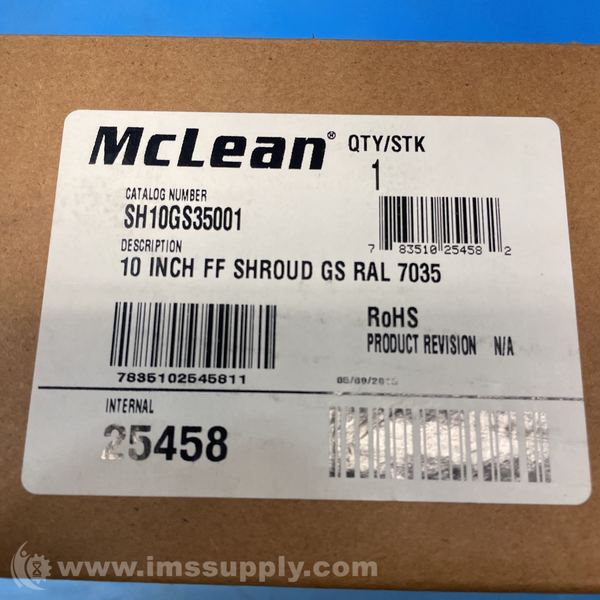 McLean®
QTY/STK
1
CATALOG NUMBER
SH10GS35001
7 83510 25458 2
DESCRIPTION
10 INCH FF SHROUD GS RAL 7035
RoHS
PRODUCT REVISION N/A
7835102545811
INTERNAL
25458
www.imssupply.com